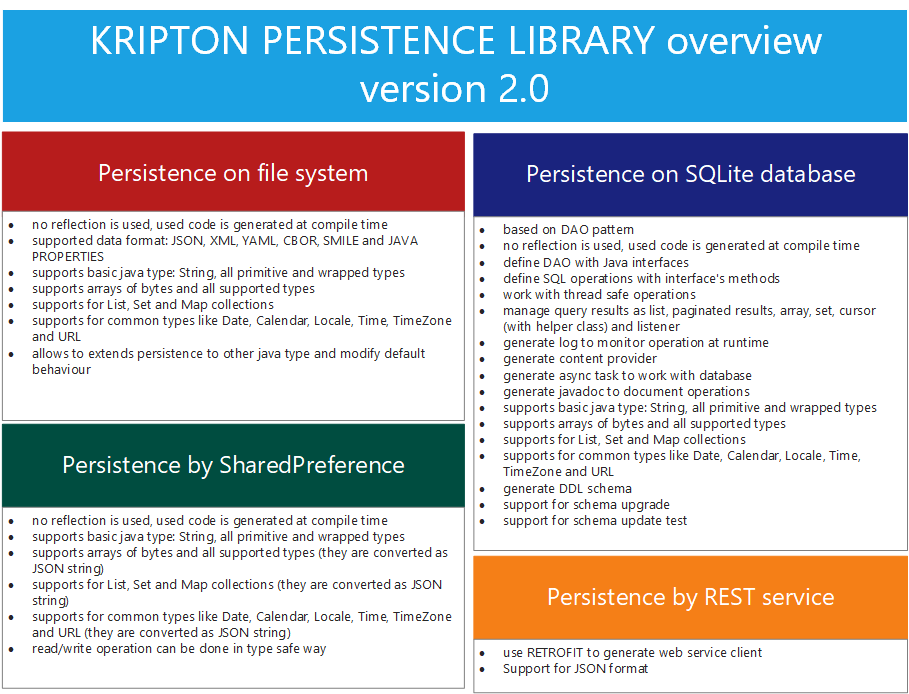 KRIPTON PERSISTENCE LIBRARY overview
version 2.0
Persistence on file system
• no reflection is used, used code is generated at compile time
• supported data format: JSON, XML, YAML, CBOR, SMILE and JAVA
PROPERTIES
• supports basic java type: String, all primitive and wrapped types
• supports arrays of bytes and all supported types
• supports for List, Set and Map collections
• supports for common types like Date, Calendar, Locale, Time, TimeZone
and URL
• allows to extends persistence to other java type and modify default
behaviour
Persistence by SharedPreference
• no reflection is used, used code is generated at compile time
• supports basic java type: String, all primitive and wrapped types
• supports arrays of bytes and all supported types (they are converted as
JSON string)
• supports for List, Set and Map collections (they are converted as JSON
string)
• supports for common types like Date, Calendar, Locale, Time, TimeZone
and URL (they are converted as JSON string)
• read/write operation can be done in type safe way
Persistence on SQLite database
• based on DAO pattern
• no reflection is used, used code is generated at compile time
• define DAO with Java interfaces
• define SQL operations with interface's methods
• work with thread safe operations
• manage query results as list, paginated results, array, set, cursor
(with helper class) and listener
• generate log to monitor operation at runtime
• generate content provider
• generate async task to work with database
• generate javadoc to document operations
• supports basic java type: String, all primitive and wrapped types
• supports arrays of bytes and all supported types
• supports for List, Set and Map collections
• supports for common types like Date, Calendar, Locale, Time,
TimeZone and URL
• generate DDL schema
• support for schema upgrade
• support for schema update test
Persistence by REST service
• use RETROFIT to generate web service client
• Support for JSON format